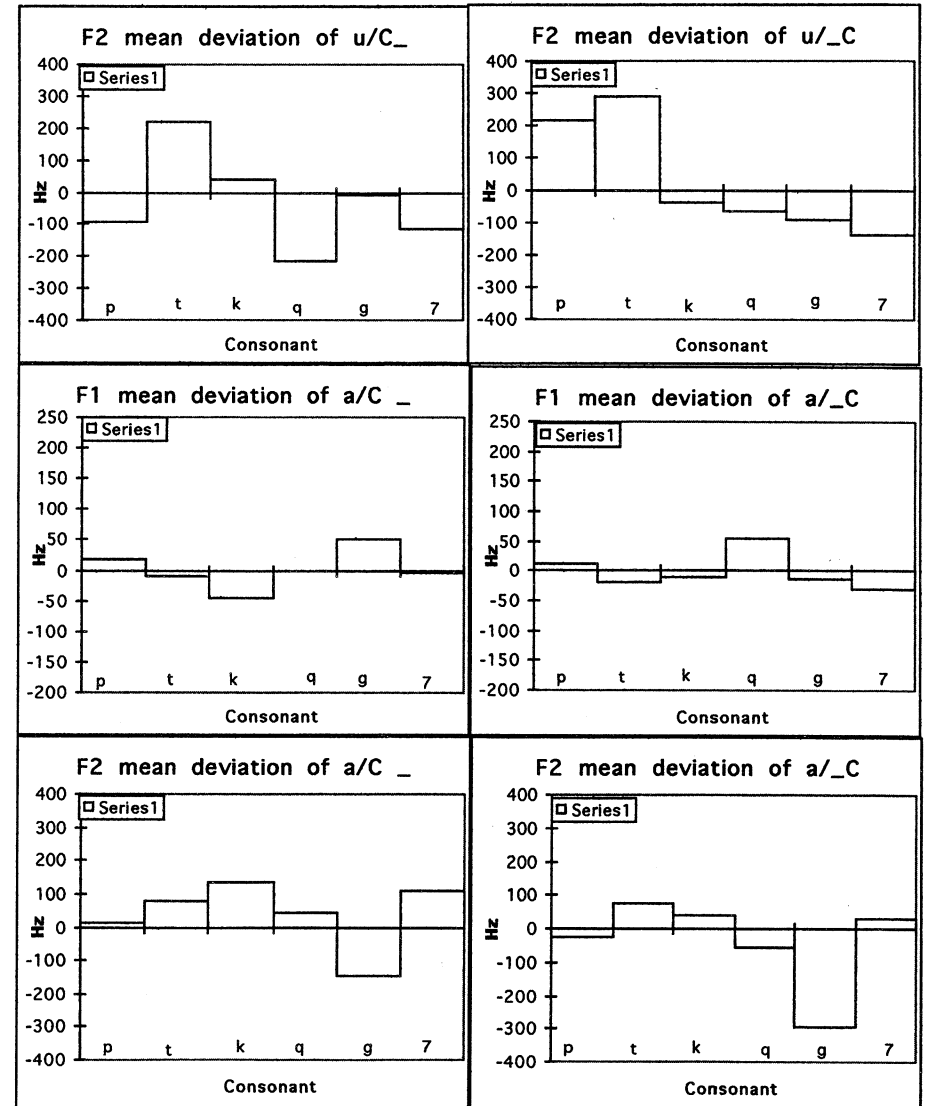 F2 mean deviation of u/C_
400
□ Series1
300
200
100
0
-100
-200
-300
-400
Hz
p t k q g 7
Consonant
F2 mean deviation of u/_C
400
□ Series1
300
200
100
0
-100
-200
-300
-400
Hz
p t k q g 7
Consonant
F1 mean deviation of a/C _
250
□ Series1
200
150
100
50
0
-50
-100
-150
-200
Hz
p t k q g 7
Consonant
F1 mean deviation of a/_C
250
□ Series1
200
150
100
50
0
-50
-100
-150
-200
Hz
p t k q g 7
Consonant
F2 mean deviation of a/C _
400
□ Series1
300
200
100
0
-100
-200
-300
-400
Hz
p t k q g 7
Consonant
F2 mean deviation of a/_C
400
□ Series1
300
200
100
0
-100
-200
-300
-400
Hz
p t k q g 7
Consonant